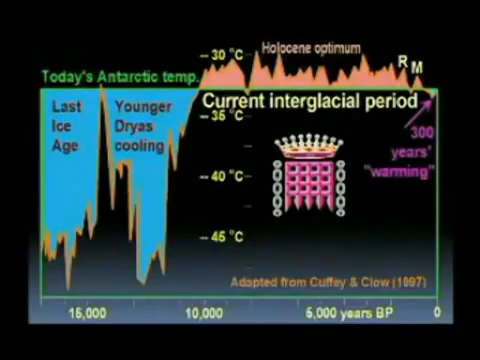 −30 °C
Holocene optimum
R M
Today's Antarctic temp.
Last Ice Age
Younger Dryas cooling
Current interglacial period
−35 °C
300 years' "warming"
−40 °C
−45 °C
Adapted from Cuffey & Clow (1997)
15,000
10,000
5,000 years BP
0